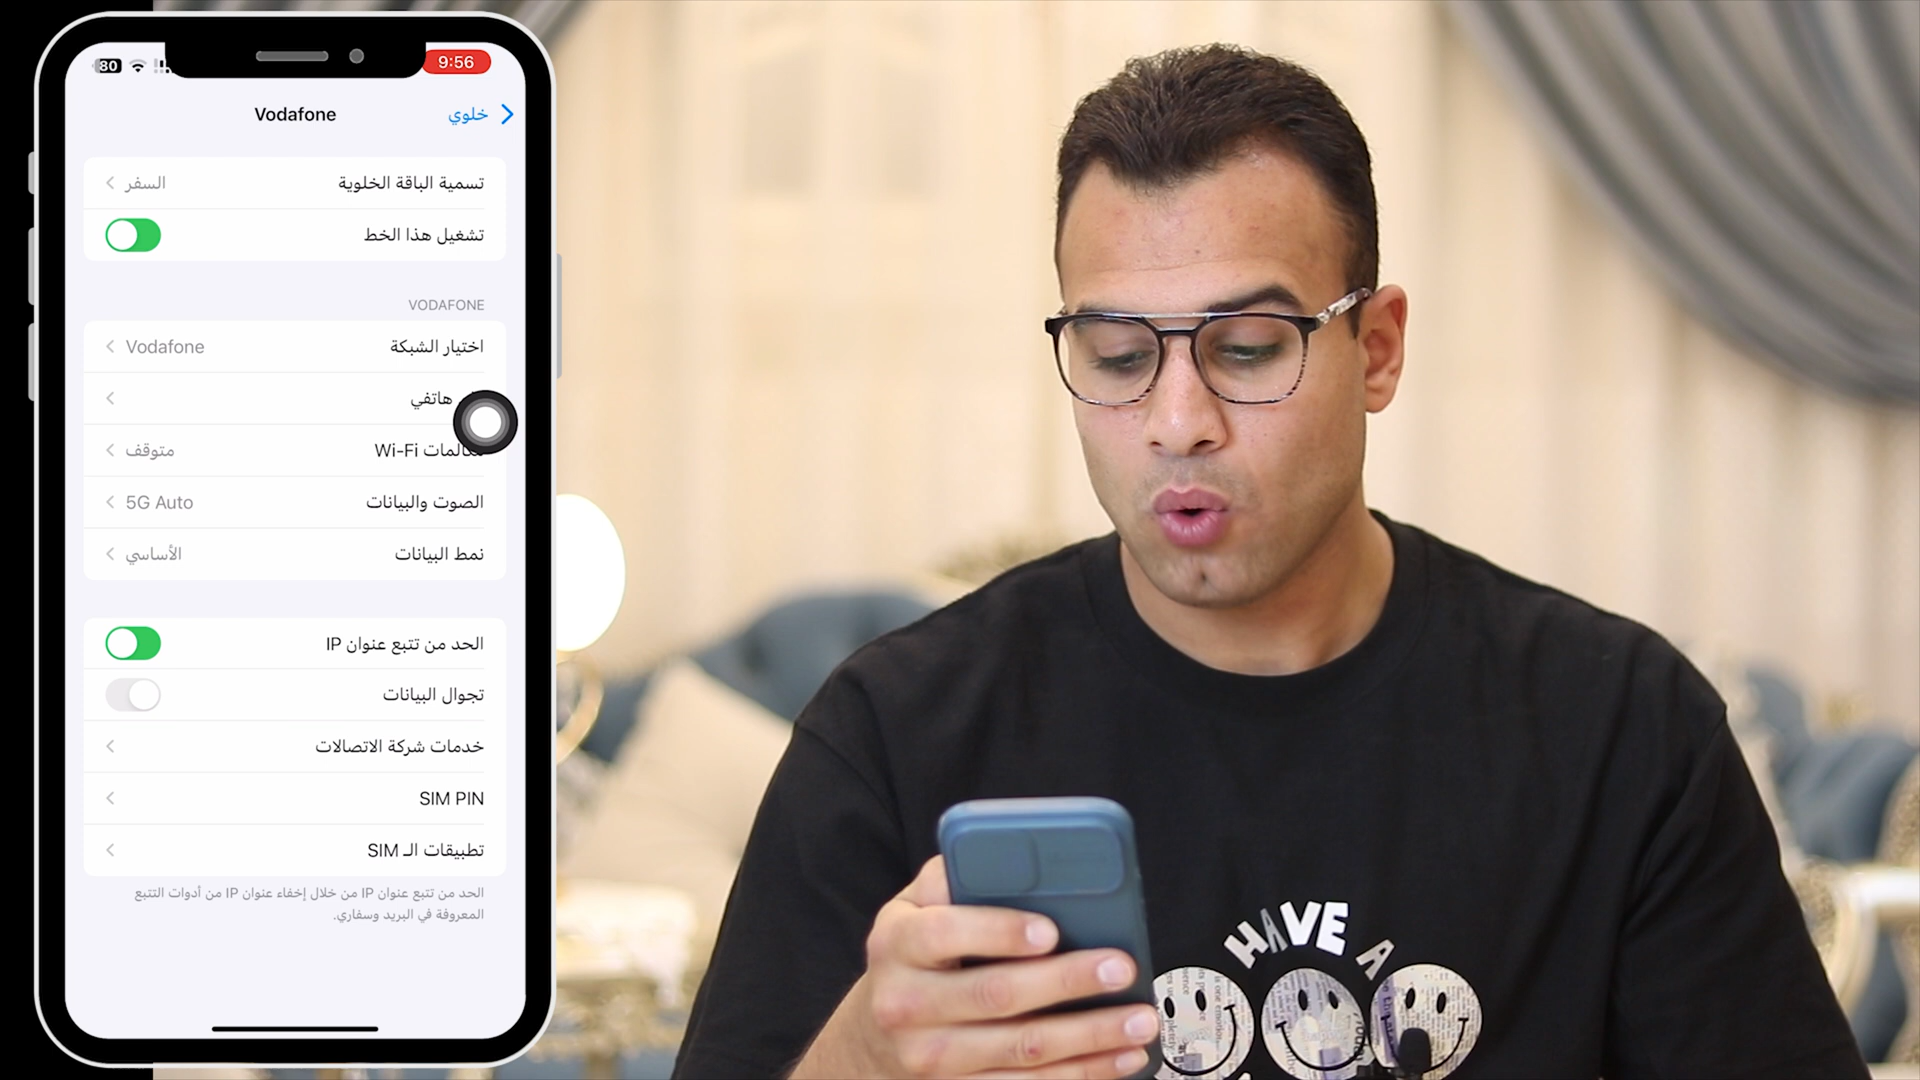 80
9:56
خلوي
Vodafone
تسمية الباقة الخلوية
السفر
تشغيل هذا الخط
VODAFONE
اختيار الشبكة
Vodafone
هاتفي
Wi-Fi
متوقف
الصوت والبيانات
5G Auto
نمط البيانات
الأساسي
الحد من تتبع عنوان IP
تجوال البيانات
خدمات شركة الاتصالات
SIM PIN
تطبيقات الـ SIM
الحد من تتبع عنوان IP من خلال إخفاء عنوان IP من أدوات التتبع
المعروفة في البريد وسفاري.
HAVE A